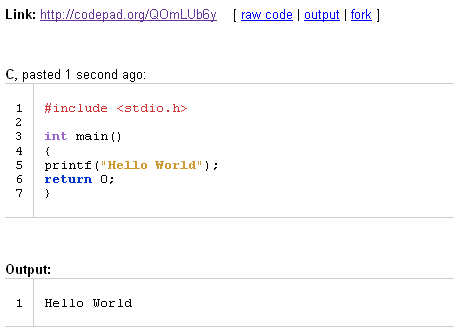 Link: http://codepad.org/QOmLUb6y [ raw code | output | fork ]
C, pasted 1 second ago:
1 #include <stdio.h>
2
3 int main()
4 {
5 printf("Hello World");
6 return 0;
7 }
Output:
1 Hello World